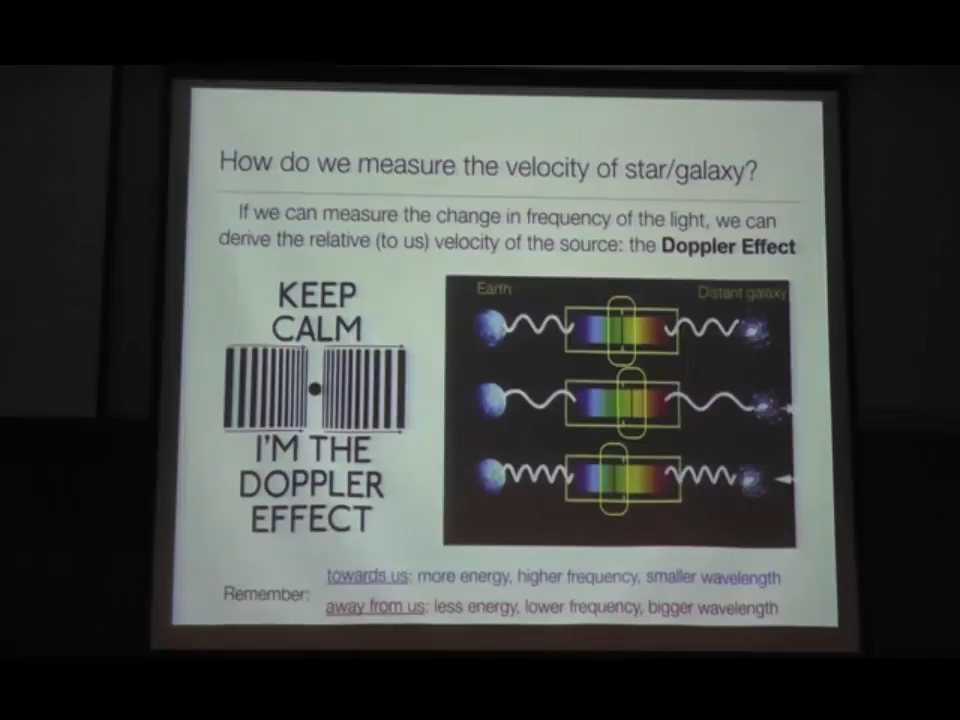 How do we measure the velocity of star/galaxy?
If we can measure the change in frequency of the light, we can
derive the relative (to us) velocity of the source: the Doppler Effect
KEEP
CALM
I'M THE
DOPPLER
EFFECT
Earth
Distant galaxy
Remember:
towards us: more energy, higher frequency, smaller wavelength
away from us: less energy, lower frequency, bigger wavelength